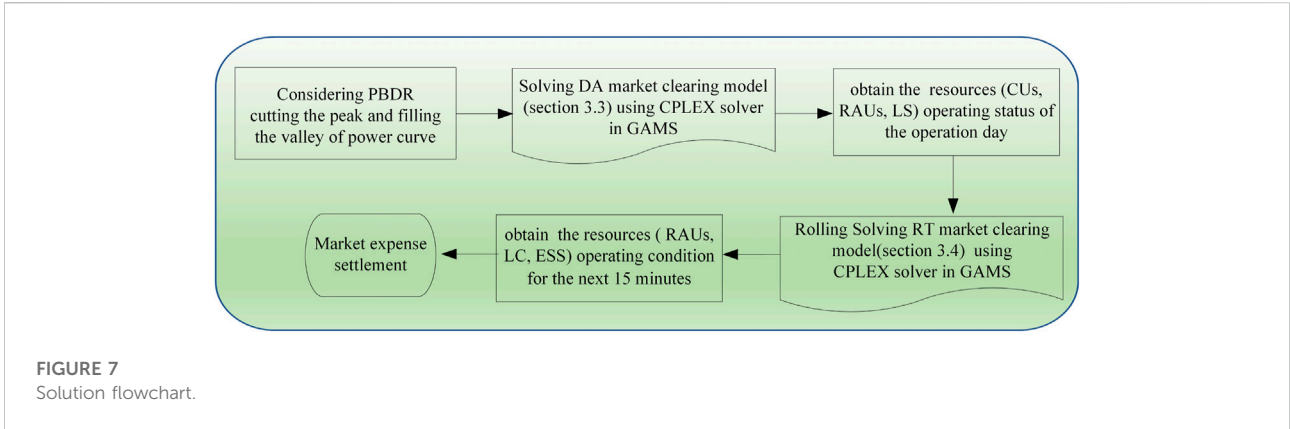 Considering PBDR
cutting the peak and filling
the valley of power curve
Solving DA market clearing model
(section 3.3) using CPLEX solver
in GAMS
obtain the resources (CUs,
RAUs, LS) operating status of
the operation day
Rolling Solving RT market clearing
model(section 3.4) using
CPLEX solver in GAMS
obtain the resources ( RAUs,
LC, ESS) operating condition
for the next 15 minutes
Market expense
settlement
FIGURE 7
Solution flowchart.